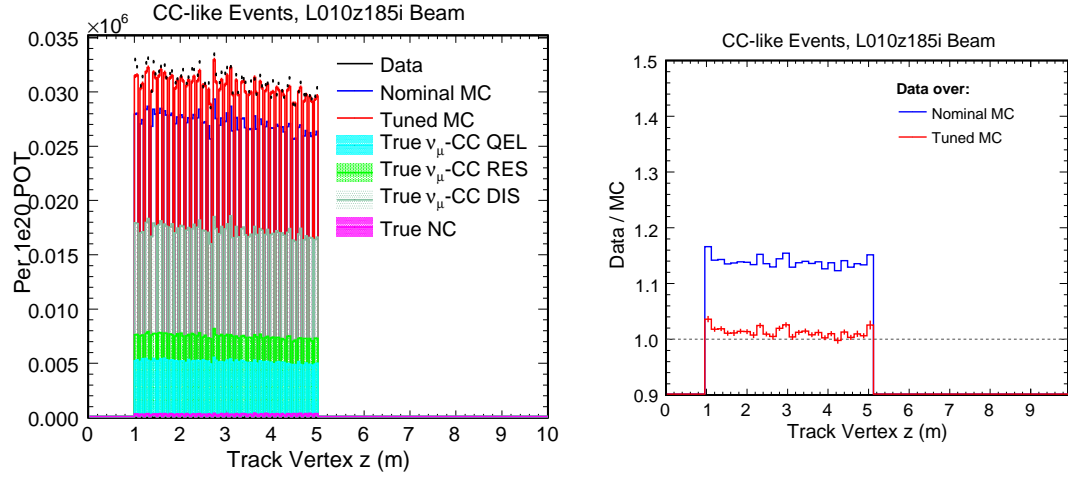 CC-like Events, L010z185i Beam
×10⁶
0.035
0.030
0.025
0.020
0.015
0.010
0.005
0.000
Per 1e20 POT
Data
Nominal MC
Tuned MC
True νμ-CC QEL
True νμ-CC RES
True νμ-CC DIS
True NC
0 1 2 3 4 5 6 7 8 9 10
Track Vertex z (m)
CC-like Events, L010z185i Beam
1.5
1.4
1.3
1.2
1.1
1.0
0.9
Data / MC
Data over:
Nominal MC
Tuned MC
0 1 2 3 4 5 6 7 8 9
Track Vertex z (m)